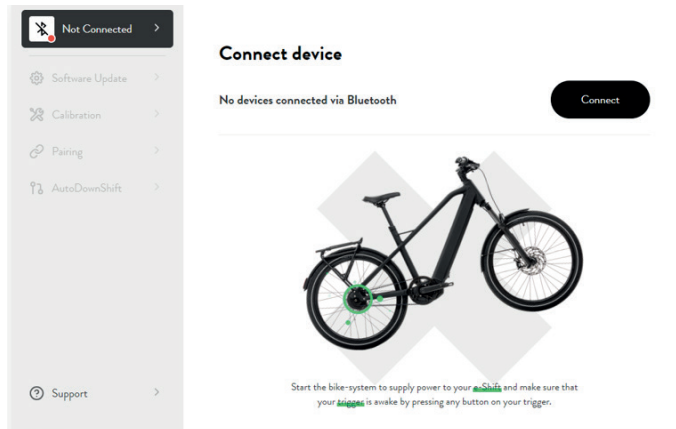 Not Connected
Software Update
Calibration
Pairing
AutoDownShift
Support
Connect device
No devices connected via Bluetooth
Connect
Start the bike-system to supply power to your e-Shift and make sure that
your trigger is awake by pressing any button on your trigger.